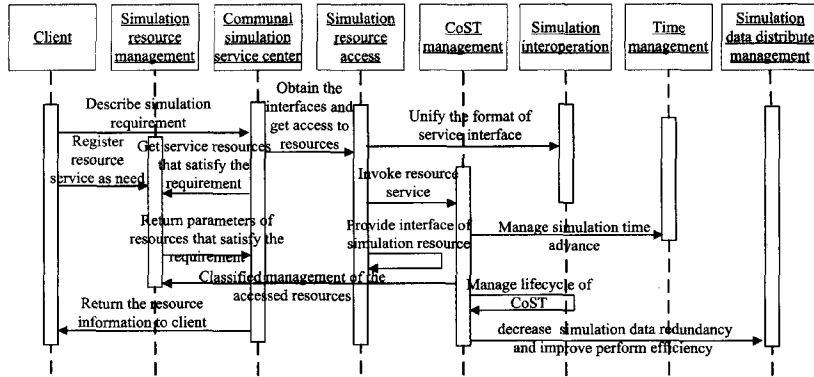 Client
Simulation
resource
management
Communal
simulation
service center
Simulation
resource
access
CoST
management
Simulation
interoperation
Time
management
Simulation
data distribute
management
Describe simulation
requirement
Obtain the
interfaces and
get access to
resources
Unify the format of
service interface
Register
resource
service as need
Get service resources
that satisfy the
requirement
Invoke resource
service
Return parameters of
resources that satisfy the
requirement
Provide interface of
simulation resource
Manage simulation time
advance
Classified management of the
accessed resources
Manage lifecycle of
CoST
Return the resource
information to client
decrease simulation data redundancy
and improve perform efficiency